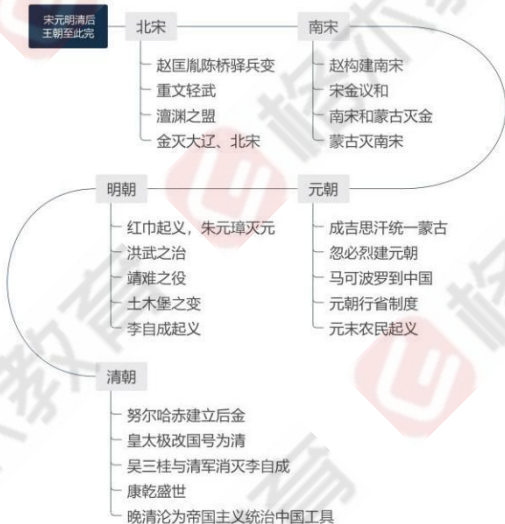 宋元明清后
王朝至此完
北宋
赵匡胤陈桥驿兵变
重文轻武
澶渊之盟
金灭大辽、北宋
南宋
赵构建南宋
宋金议和
南宋和蒙古灭金
蒙古灭南宋
元朝
成吉思汗统一蒙古
忽必烈建元朝
马可波罗到中国
元朝行省制度
元末农民起义
明朝
红巾起义，朱元璋灭元
洪武之治
靖难之役
土木堡之变
李自成起义
清朝
努尔哈赤建立后金
皇太极改国号为清
吴三桂与清军消灭李自成
康乾盛世
晚清沦为帝国主义统治中国工具